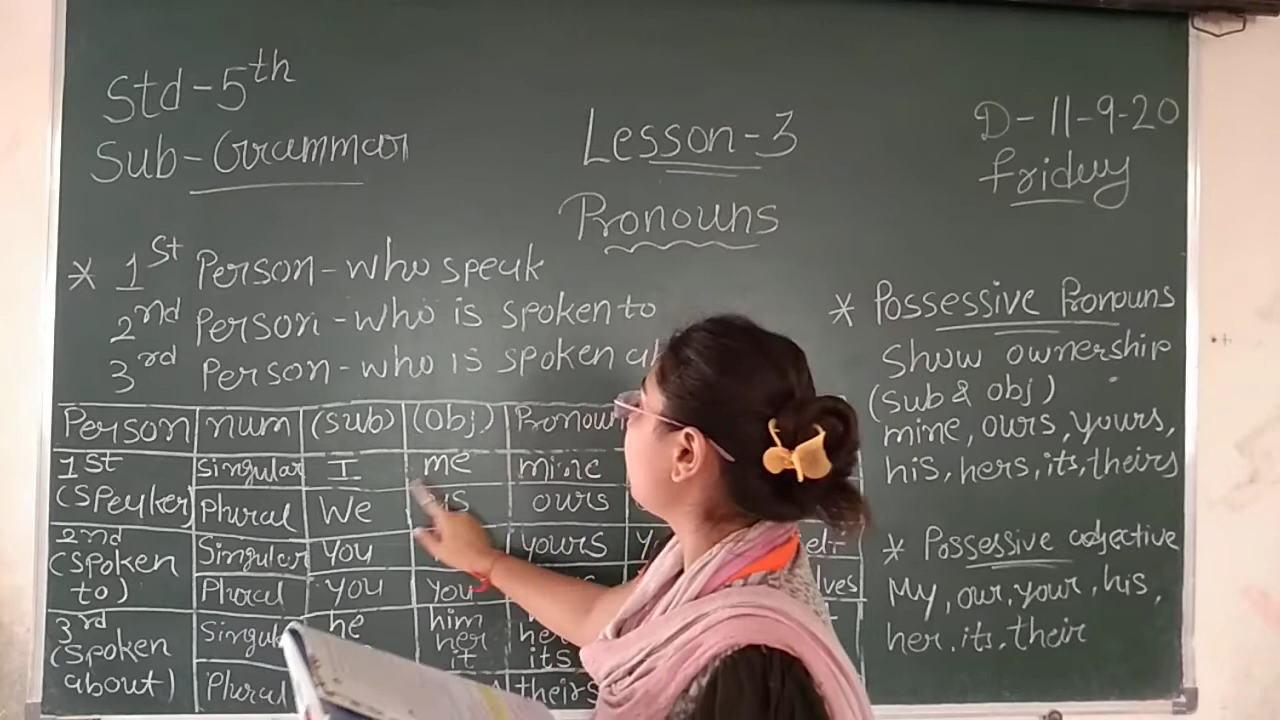 Std-5th
Sub-Grammar
Lesson-3
Pronouns
D-11-9-20
Friday
* 1st Person-who speak
2nd Person-who is spoken to
3rd Person-who is spoken
Person num (sub) (obj) Pronoun
1st (Speaker) Singular I me mine
Plural We us ours
2nd (Spoken to) Singular You yours
Plural You You
3rd (Spoken about) he him her it its
Plural theirs
* Possessive Pronouns
Show ownership
(sub & obj)
mine, ours, yours,
his, hers, its, theirs
* Possessive adjective
My, our, your, his,
her, its, their